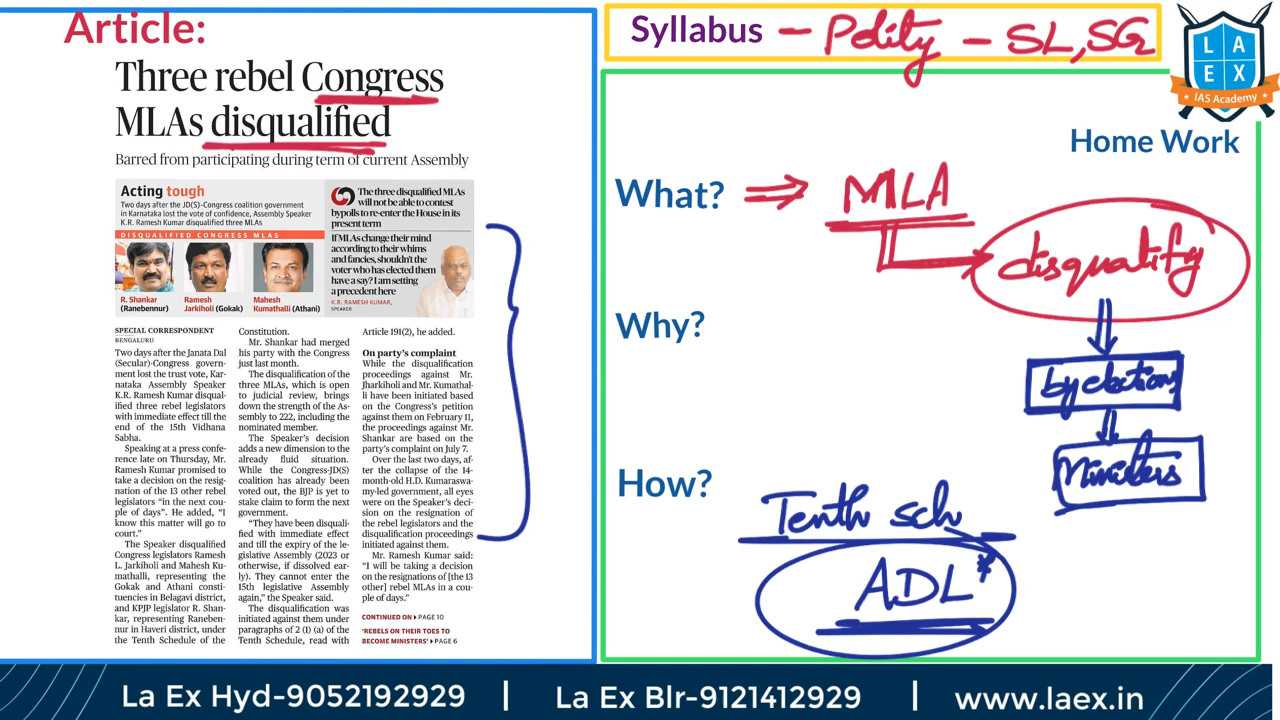 Article:
Three rebel Congress
MLAs disqualified
Barred from participating during term of current Assembly
Acting tough
Two days after the JD(S)-Congress coalition government
in Karnataka lost the vote of confidence, Assembly Speaker
K.R. Ramesh Kumar disqualified three MLAs
DISQUALIFIED CONGRESS MLAS
R. Shankar
(Ranebennur)
Ramesh
Jarkiholi (Gokak)
Mahesh
Kumathalli (Athani)
The three disqualified MLAs
will not be able to contest
bypolls to re-enter the House in its
present term
If MLAs change their mind
according to their whims
and fancies, shouldn't the
voter who has elected them
have a say? I am setting
a precedent here
K.R. RAMESH KUMAR,
SPEAKER
SPECIAL CORRESPONDENT
BENGALURU
Two days after the Janata Dal
(Secular)-Congress govern-
ment lost the trust vote, Kar-
nataka Assembly Speaker
K.R. Ramesh Kumar disqual-
ified three rebel legislators
with immediate effect till the
end of the 15th Vidhana
Sabha.
Speaking at a press confe-
rence late on Thursday, Mr.
Ramesh Kumar promised to
take a decision on the resig-
nation of the 13 other rebel
legislators "in the next cou-
ple of days". He added, "I
know this matter will go to
court."
The Speaker disqualified
Congress legislators Ramesh
L. Jarkiholi and Mahesh Ku-
mathalli, representing the
Gokak and Athani consti-
tuencies in Belagavi district,
and KPJP legislator R. Shan-
kar, representing Raneben-
nur in Haveri district, under
the Tenth Schedule of the
Constitution.
Mr. Shankar had merged
his party with the Congress
just last month.
The disqualification of the
three MLAs, which is open
to judicial review, brings
down the strength of the As-
sembly to 222, including the
nominated member.
The Speaker's decision
adds a new dimension to the
already fluid situation.
While the Congress-JD(S)
coalition has already been
voted out, the BJP is yet to
stake claim to form the next
government.
"They have been disquali-
fied with immediate effect
and till the expiry of the le-
gislative Assembly (2023 or
otherwise, if dissolved ear-
ly). They cannot enter the
15th legislative Assembly
again," the Speaker said.
The disqualification was
initiated against them under
paragraphs of 2 (I) (a) of the
Tenth Schedule, read with
Article 191(2), he added.
On party's complaint
While the disqualification
proceedings against Mr.
Jharkiholi and Mr. Kumathal-
li have been initiated based
on the Congress's petition
against them on February 11,
the proceedings against Mr.
Shankar are based on the
party's complaint on July 7.
Over the last two days, af-
ter the collapse of the 14-
month-old H.D. Kumaraswa-
my-led government, all eyes
were on the Speaker's deci-
sion on the resignation of
the rebel legislators and the
disqualification proceedings
initiated against them.
Mr. Ramesh Kumar said:
"I will be taking a decision
on the resignations of [the 13
other] rebel MLAs in a cou-
ple of days."
CONTINUED ON ▸ PAGE 10
'REBELS ON THEIR TOES TO
BECOME MINISTERS' ▸ PAGE 6
Syllabus – Polity – SL, SG
LA
EX
IAS Academy
Home Work
What? ⇒ MLA
disqualify
Why?
by elections
Ministers
How?
Tenth sch
ADL*
La Ex Hyd-9052192929 | La Ex Blr-9121412929 | www.laex.in